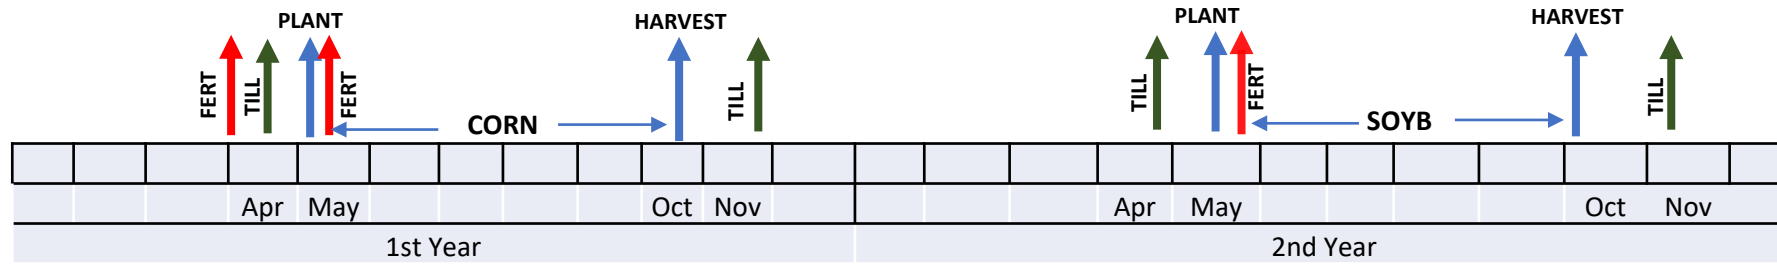 PLANT
HARVEST
PLANT
HARVEST
FERT
TILL
FERT
TILL
TILL
FERT
TILL
CORN
SOYB
Apr
May
Oct
Nov
Apr
May
Oct
Nov
1st Year
2nd Year